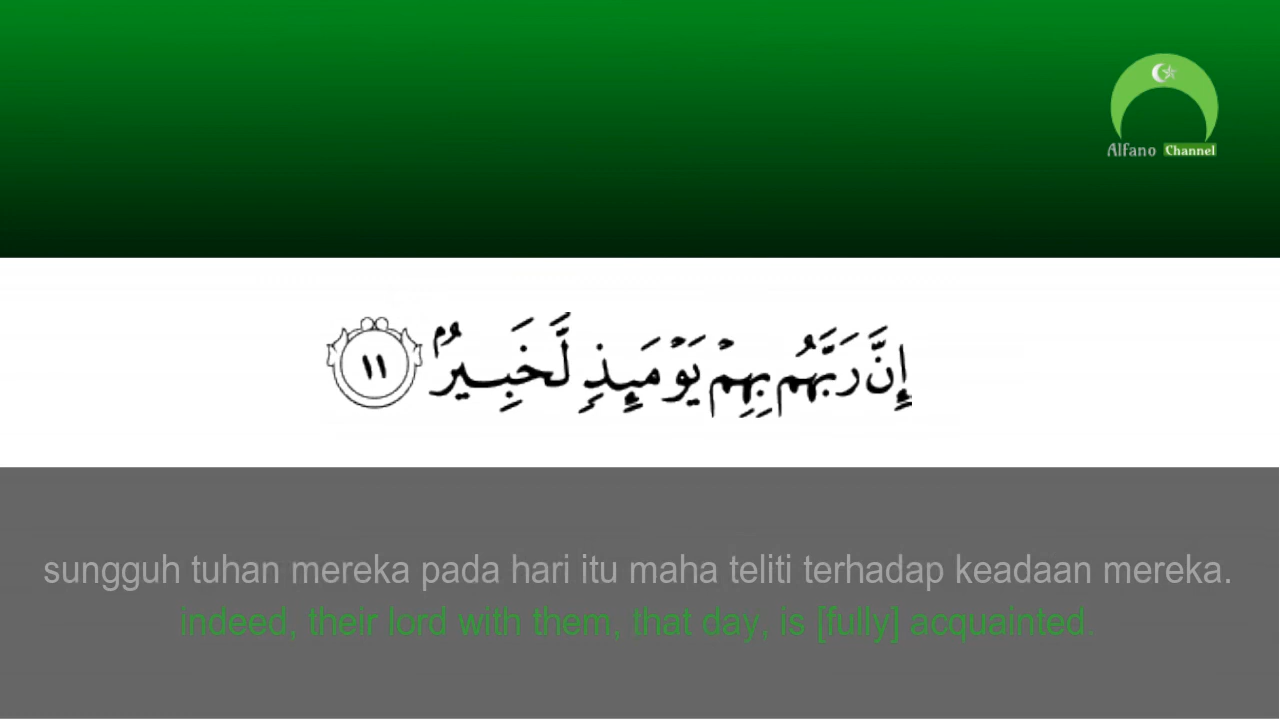 Alfano Channel
إِنَّ رَبَّهُم بِهِمۡ يَوۡمَئِذٖ لَّخَبِيرُۢ ١١
sungguh tuhan mereka pada hari itu maha teliti terhadap keadaan mereka.
indeed, their lord with them, that day, is [fully] acquainted.